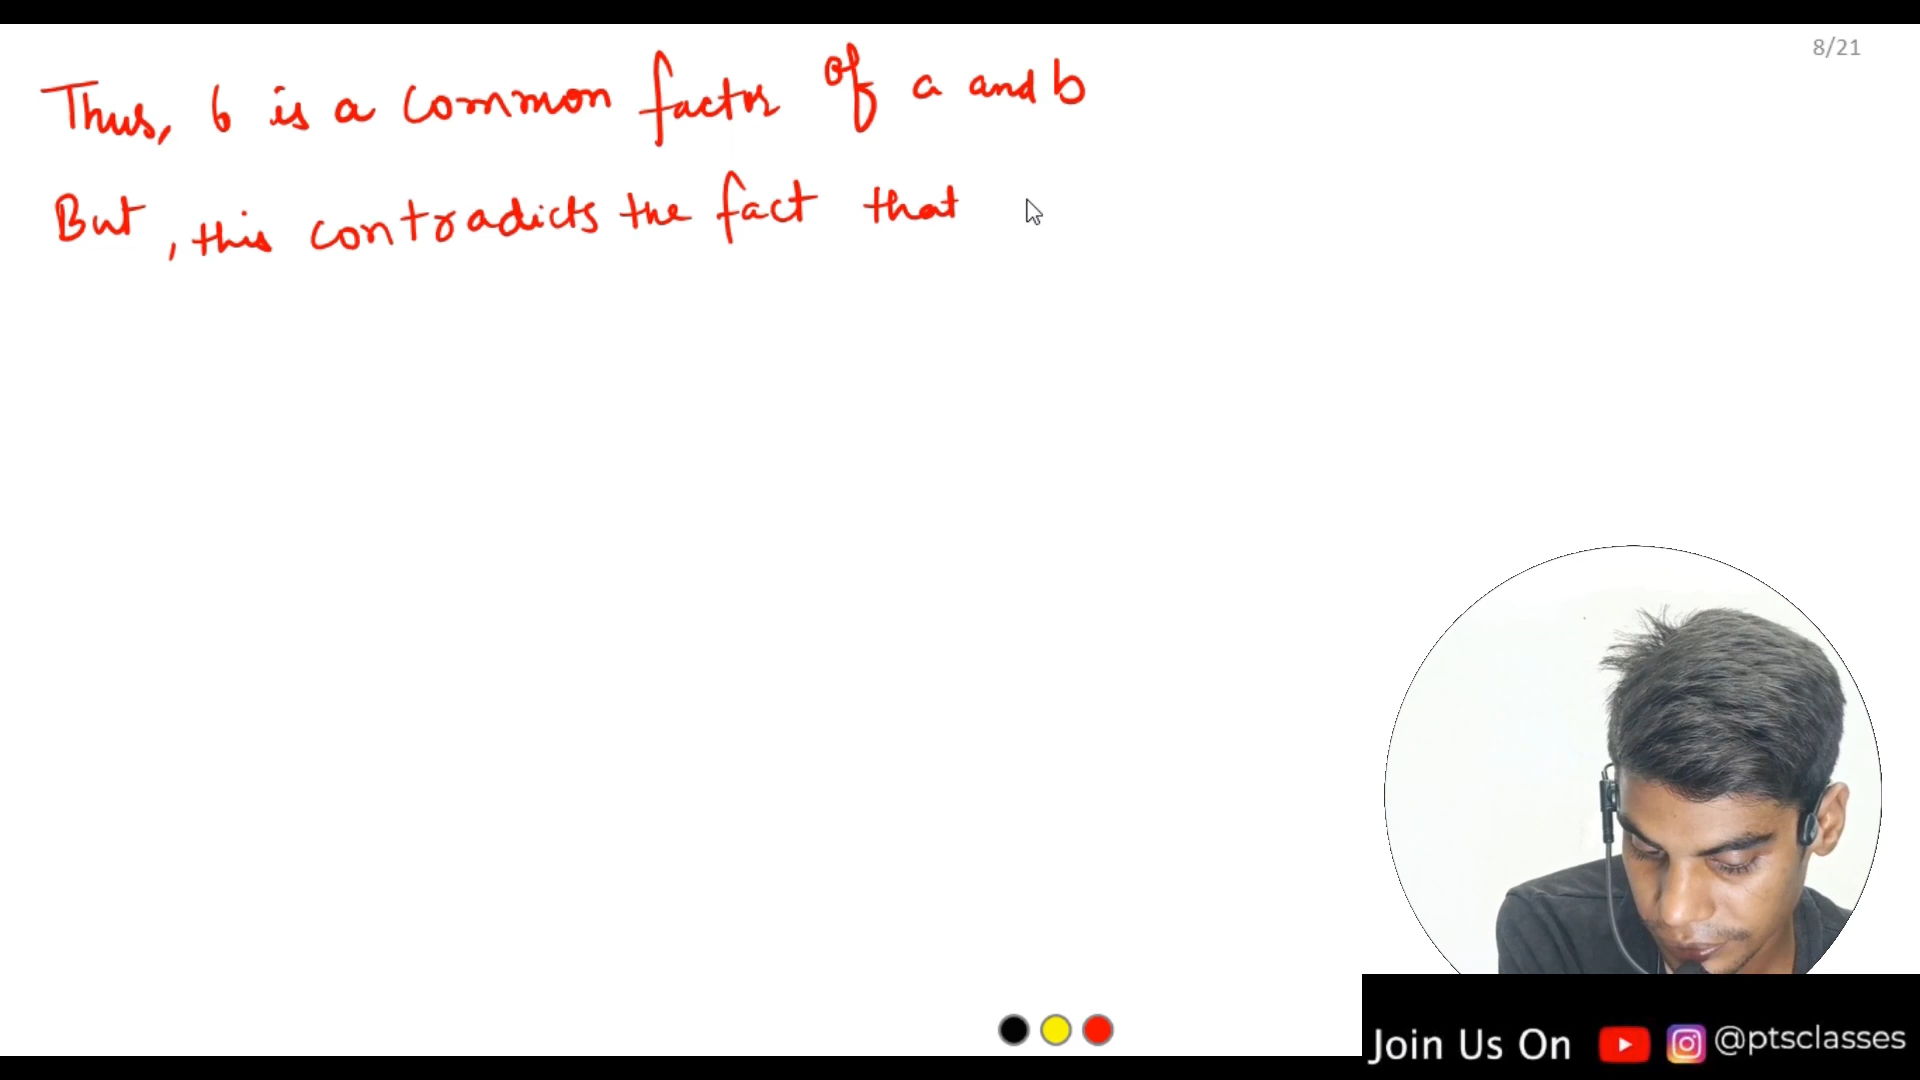 8/21
Thus, 6 is a common factor of a and b
But, this contradicts the fact that
Join Us On @ptsclasses